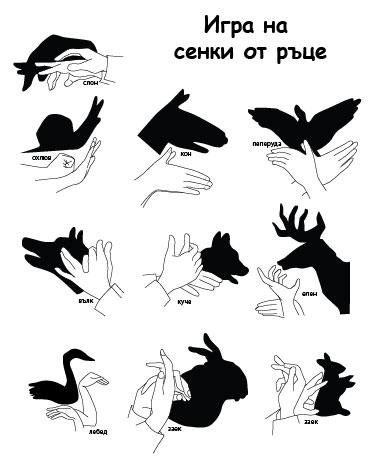 Игра на
сенки от ръце
слон
охлюв
кон
пеперуда
вълк
куче
елен
лебед
заек
заек